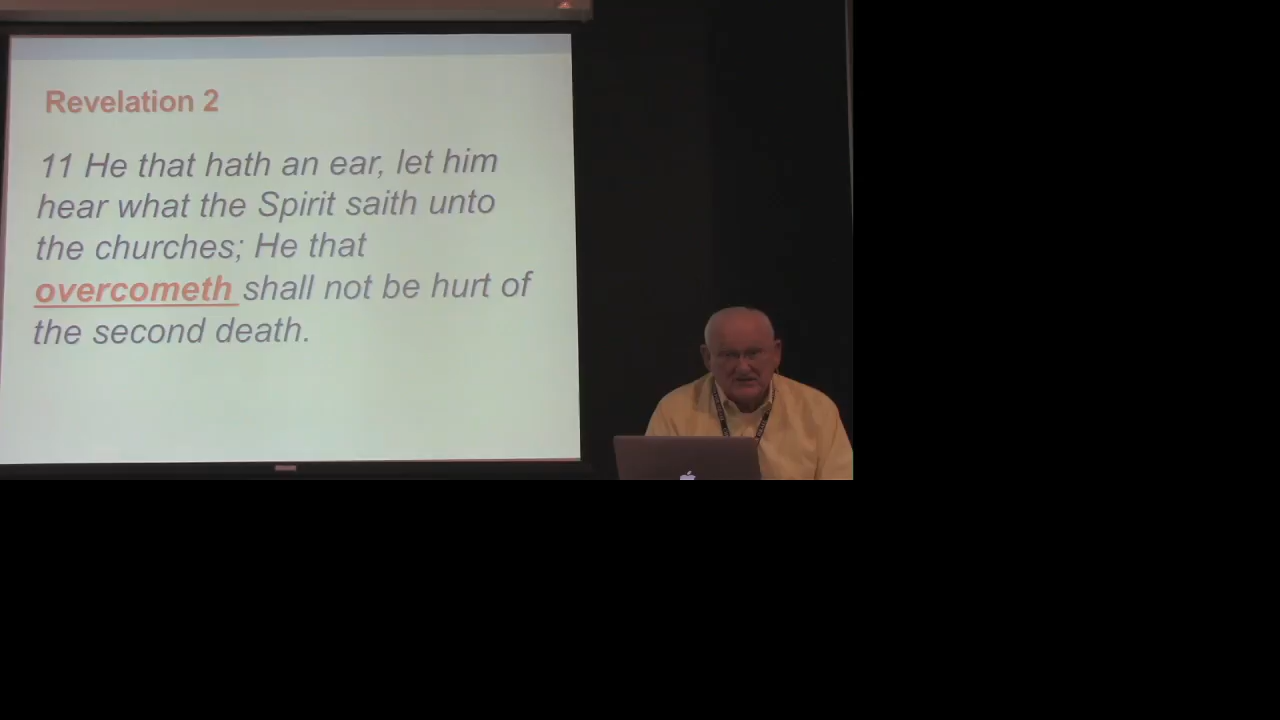 Revelation 2
11 He that hath an ear, let him
hear what the Spirit saith unto
the churches; He that
overcometh shall not be hurt of
the second death.